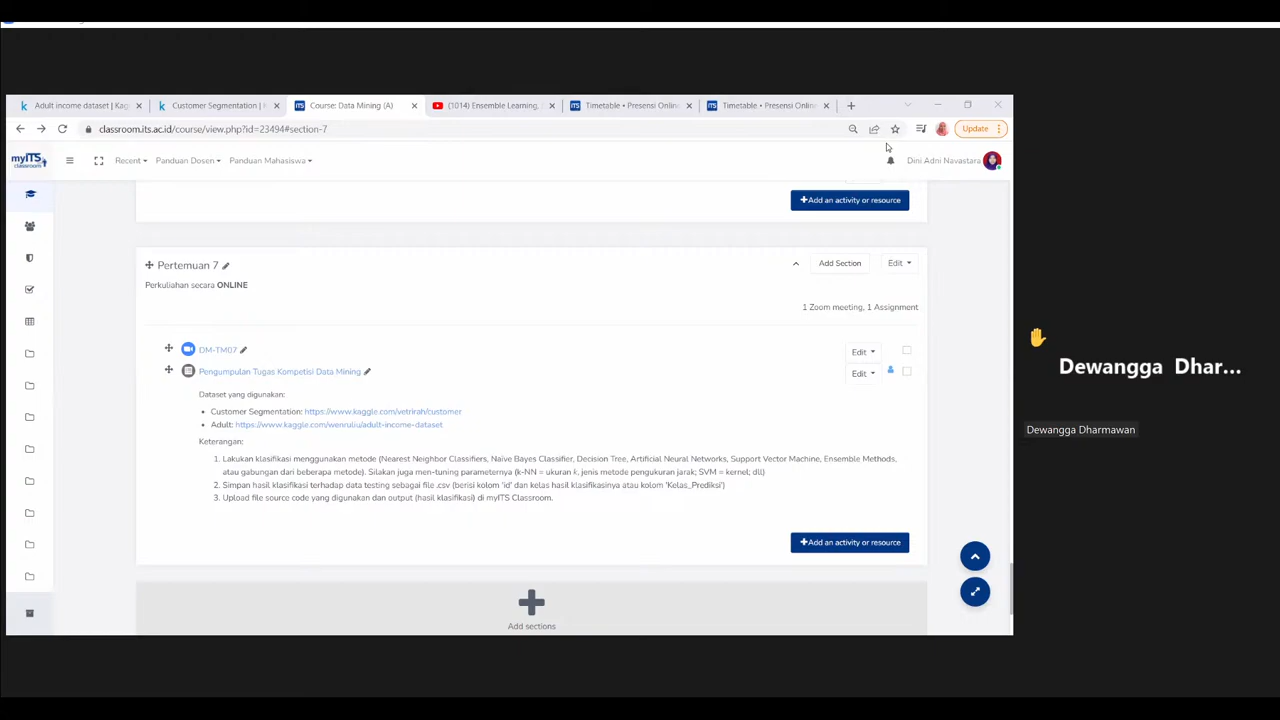 Adult income dataset | Kag
Customer Segmentation |
Course: Data Mining (A)
(1014) Ensemble Learning,
Timetable • Presensi Online
Timetable • Presensi Online
classroom.its.ac.id/course/view.php?id=23494#section-7
Update
myITS
classroom
Recent
Panduan Dosen
Panduan Mahasiswa
Dini Adni Navastara
+Add an activity or resource
Pertemuan 7
Add Section
Edit
Perkuliahan secara ONLINE
1 Zoom meeting, 1 Assignment
DM-TM07
Edit
Pengumpulan Tugas Kompetisi Data Mining
Edit
Dataset yang digunakan:
• Customer Segmentation: https://www.kaggle.com/vetrirah/customer
• Adult: https://www.kaggle.com/wenruliu/adult-income-dataset
Keterangan:
1. Lakukan klasifikasi menggunakan metode (Nearest Neighbor Classifiers, Naïve Bayes Classifier, Decision Tree, Artificial Neural Networks, Support Vector Machine, Ensemble Methods,
atau gabungan dari beberapa metode). Silakan juga men-tuning parameternya (k-NN = ukuran k, jenis metode pengukuran jarak; SVM = kernel; dll)
2. Simpan hasil klasifikasi terhadap data testing sebagai file .csv (berisi kolom 'id' dan kelas hasil klasifikasinya atau kolom 'Kelas_Prediksi')
3. Upload file source code yang digunakan dan output (hasil klasifikasi) di myITS Classroom.
+Add an activity or resource
Add sections
Dewangga Dhar...
Dewangga Dharmawan